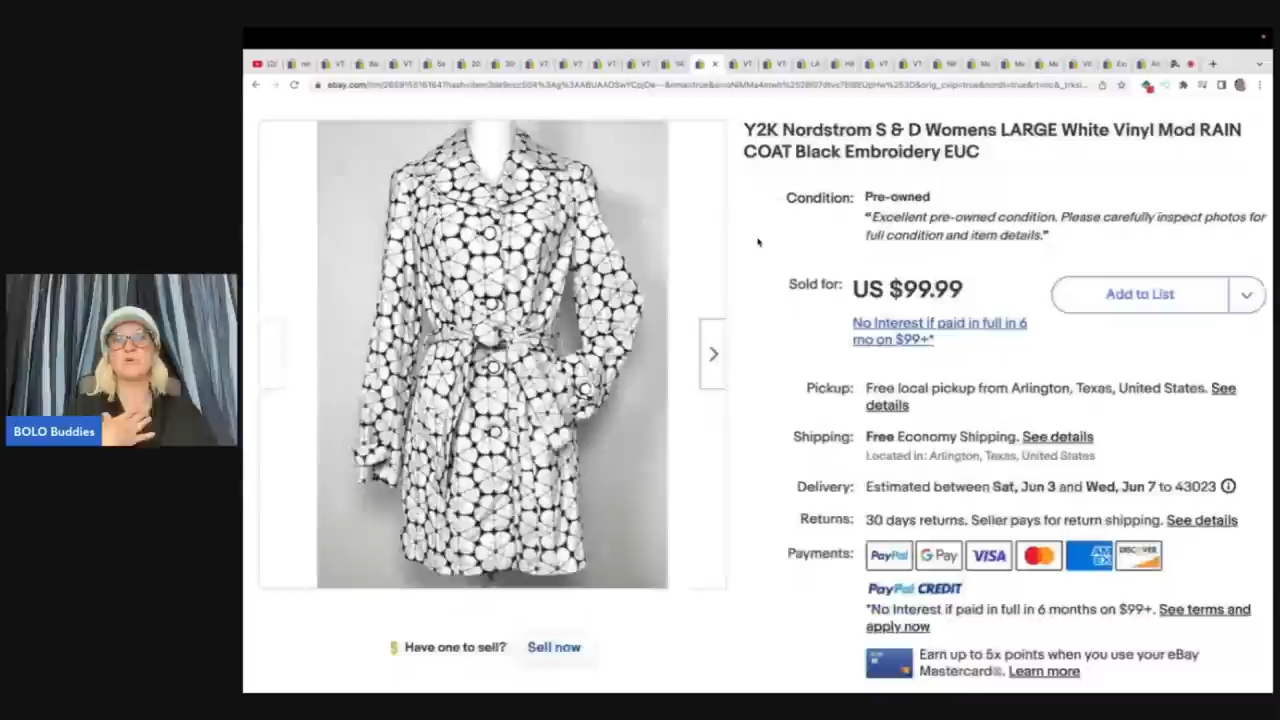 Y2K Nordstrom S & D Womens LARGE White Vinyl Mod RAIN
COAT Black Embroidery EUC
Condition: Pre-owned
"Excellent pre-owned condition. Please carefully inspect photos for
full condition and item details."
Sold for: US $99.99
Add to List
No Interest if paid in full in 6
mo on $99+*
Pickup: Free local pickup from Arlington, Texas, United States. See
details
Shipping: Free Economy Shipping. See details
Located in: Arlington, Texas, United States
Delivery: Estimated between Sat, Jun 3 and Wed, Jun 7 to 43023
Returns: 30 days returns. Seller pays for return shipping. See details
Payments: PayPal G Pay VISA DISCOVER
PayPal CREDIT
*No Interest if paid in full in 6 months on $99+. See terms and
apply now
Earn up to 5x points when you use your eBay
Mastercard®. Learn more
Have one to sell? Sell now
BOLO Buddies